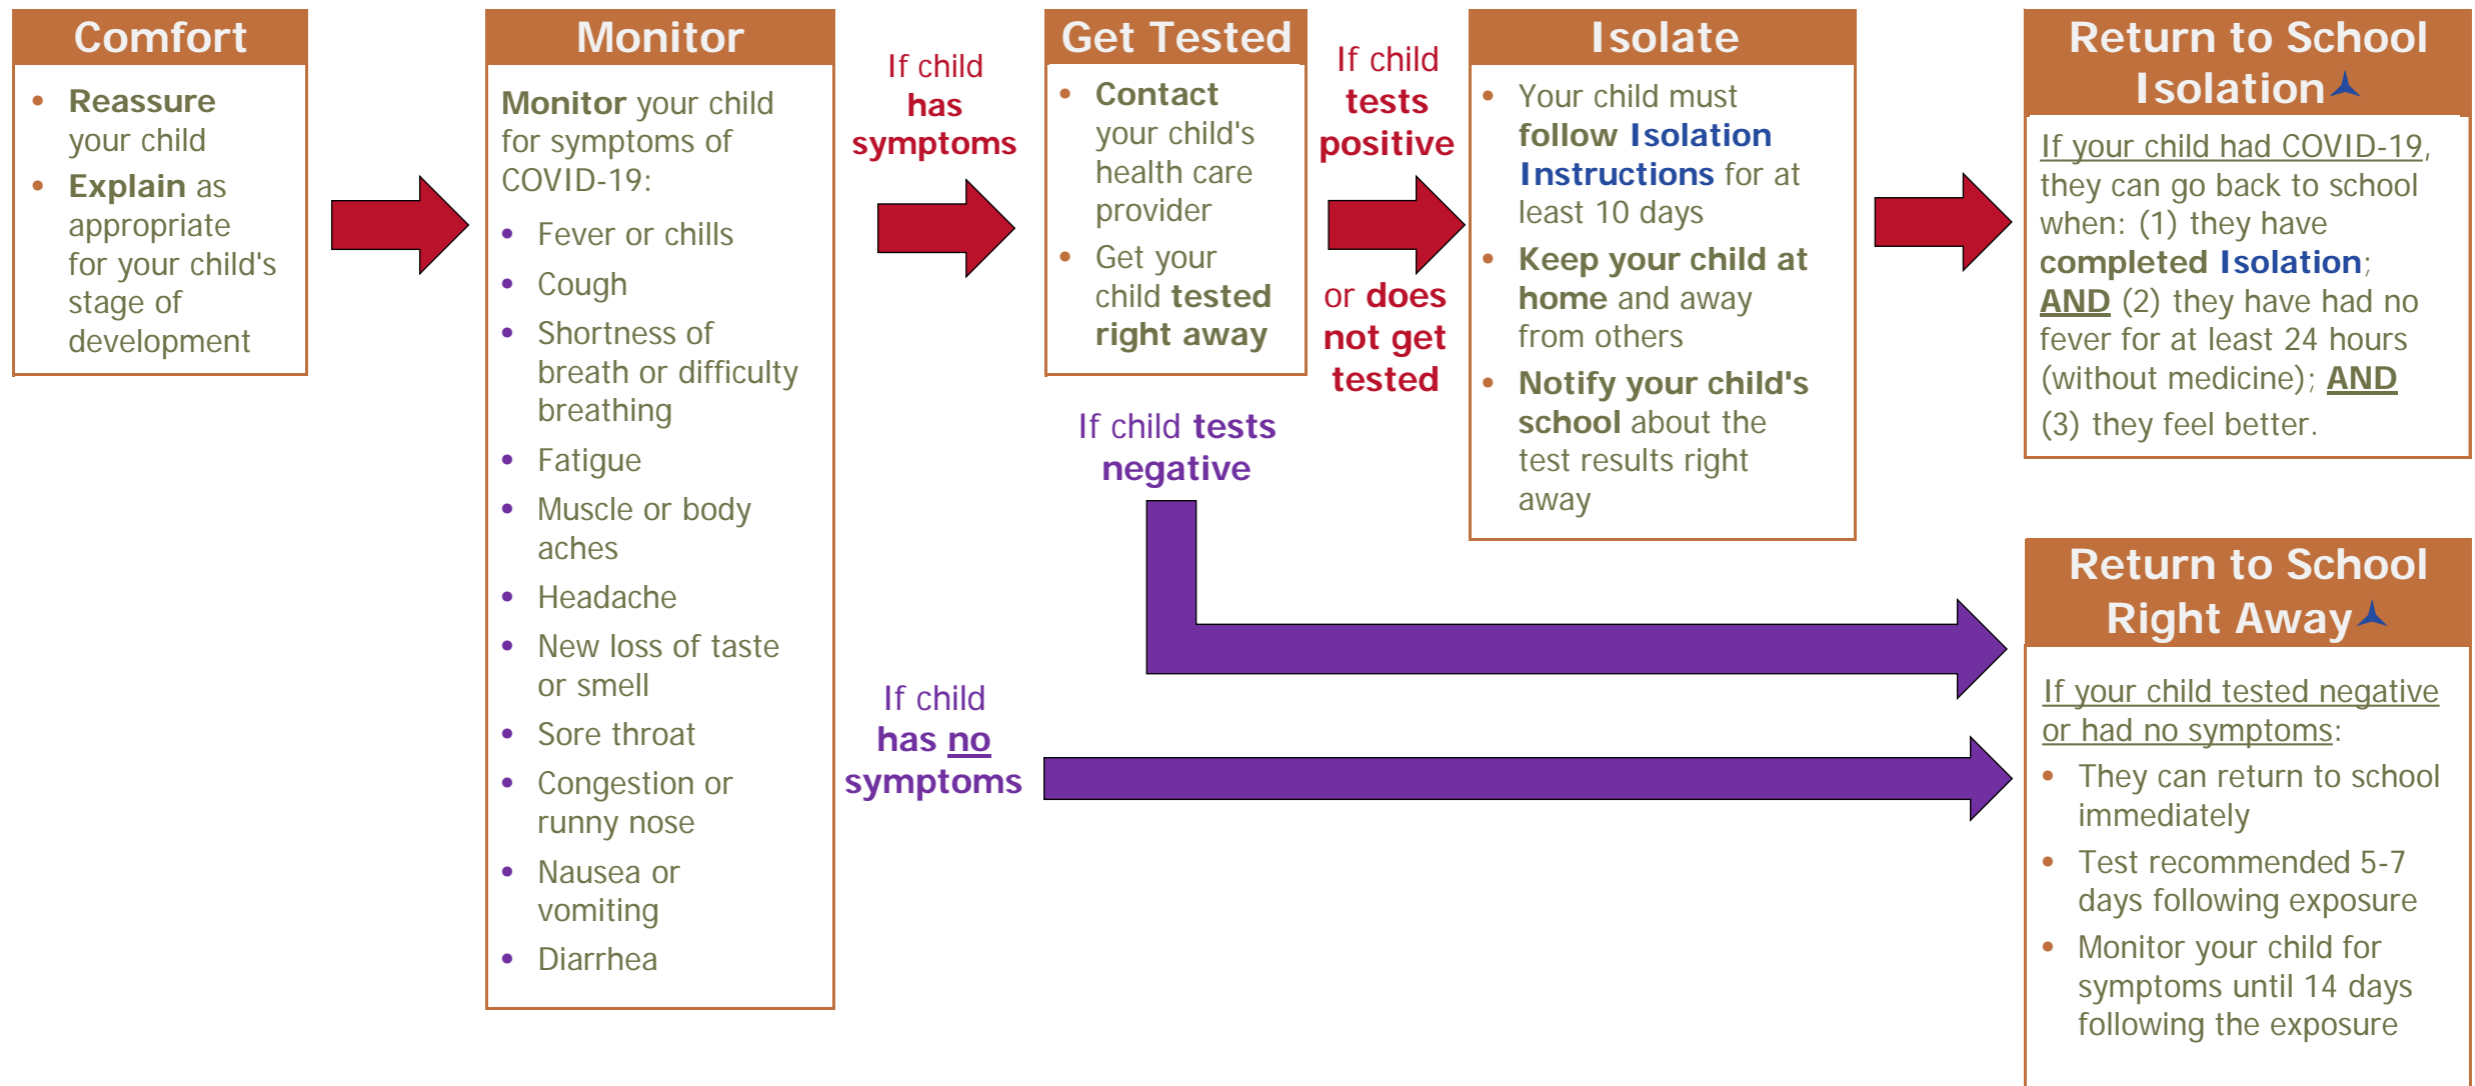 Comfort
• Reassure
your child
• Explain as
appropriate
for your child's
stage of
development
Monitor
Monitor your child
for symptoms of
COVID-19:
• Fever or chills
• Cough
• Shortness of
breath or difficulty
breathing
• Fatigue
• Muscle or body
aches
• Headache
• New loss of taste
or smell
• Sore throat
• Congestion or
runny nose
• Nausea or
vomiting
• Diarrhea
If child
has
symptoms
Get Tested
• Contact
your child's
health care
provider
• Get your
child tested
right away
If child
tests
positive
or does
not get
tested
Isolate
• Your child must
follow Isolation
Instructions for at
least 10 days
• Keep your child at
home and away
from others
• Notify your child's
school about the
test results right
away
Return to School
Isolation
If your child had COVID-19,
they can go back to school
when: (1) they have
completed Isolation;
AND (2) they have had no
fever for at least 24 hours
(without medicine); AND
(3) they feel better.
If child tests
negative
If child
has no
symptoms
Return to School
Right Away
If your child tested negative
or had no symptoms:
• They can return to school
immediately
• Test recommended 5-7
days following exposure
• Monitor your child for
symptoms until 14 days
following the exposure